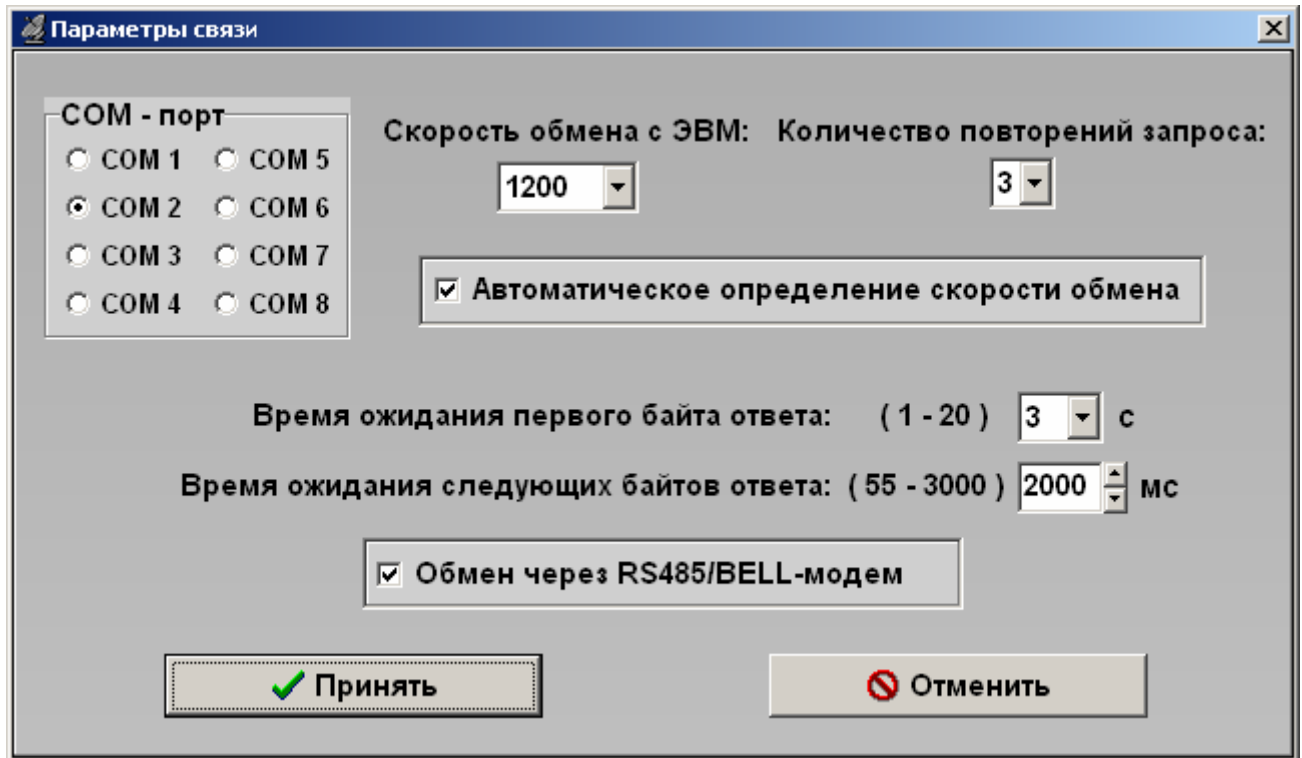 Параметры связи
COM - порт
COM 1 COM 5
COM 2 COM 6
COM 3 COM 7
COM 4 COM 8
Скорость обмена с ЭВМ: Количество повторений запроса:
1200 3
Автоматическое определение скорости обмена
Время ожидания первого байта ответа: ( 1 - 20 ) 3 с
Время ожидания следующих байтов ответа: ( 55 - 3000 ) 2000 мс
Обмен через RS485/BELL-модем
Принять Отменить